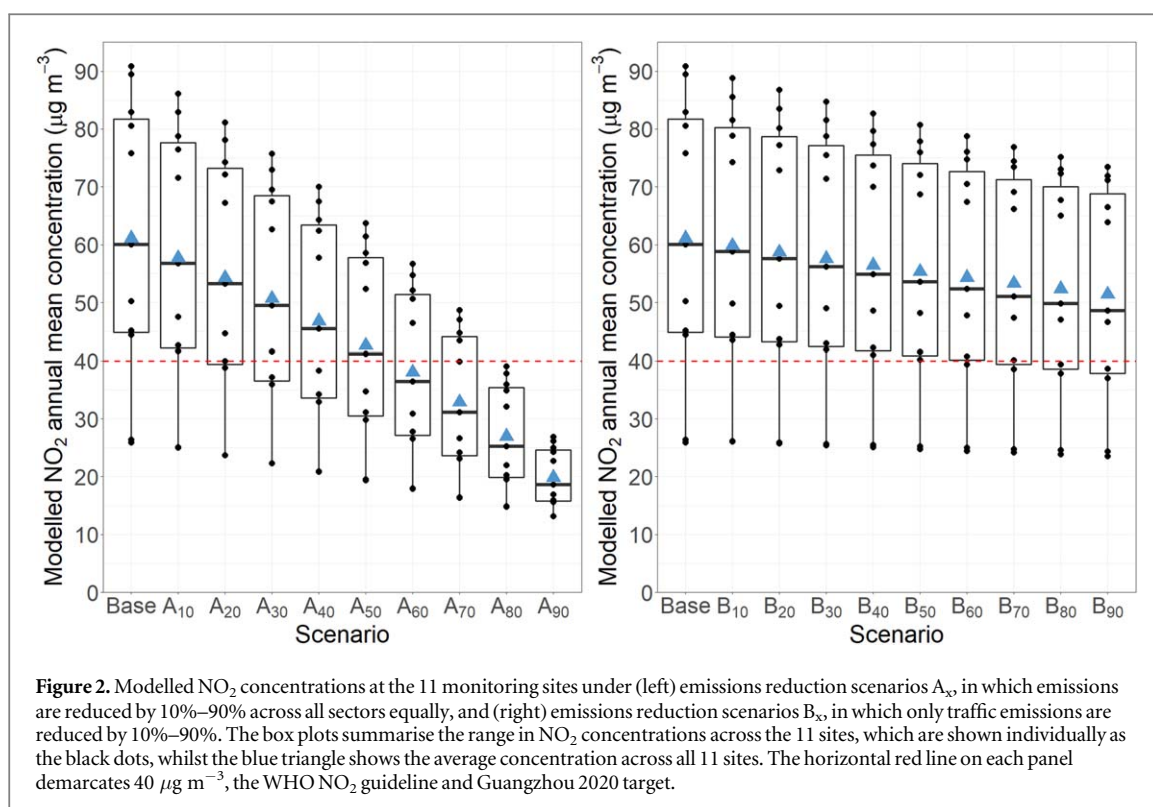 Modelled NO₂ annual mean concentration (μg m⁻³)
90
80
70
60
50
40
30
20
10
0
Base A₁₀ A₂₀ A₃₀ A₄₀ A₅₀ A₆₀ A₇₀ A₈₀ A₉₀
Scenario
Modelled NO₂ annual mean concentration (μg m⁻³)
90
80
70
60
50
40
30
20
10
0
Base B₁₀ B₂₀ B₃₀ B₄₀ B₅₀ B₆₀ B₇₀ B₈₀ B₉₀
Scenario
Figure 2. Modelled NO₂ concentrations at the 11 monitoring sites under (left) emissions reduction scenarios Aₓ, in which emissions
are reduced by 10%–90% across all sectors equally, and (right) emissions reduction scenarios Bₓ, in which only traffic emissions are
reduced by 10%–90%. The box plots summarise the range in NO₂ concentrations across the 11 sites, which are shown individually as
the black dots, whilst the blue triangle shows the average concentration across all 11 sites. The horizontal red line on each panel
demarcates 40 μg m⁻³, the WHO NO₂ guideline and Guangzhou 2020 target.